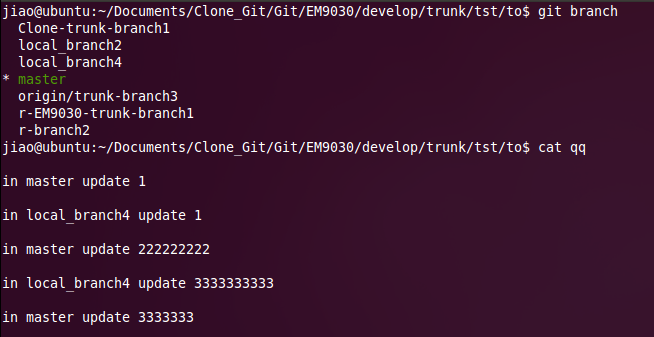 jiao@ubuntu:~/Documents/Clone_Git/Git/EM9030/develop/trunk/tst/to$ git branch
  Clone-trunk-branch1
  local_branch2
  local_branch4
* master
  origin/trunk-branch3
  r-EM9030-trunk-branch1
  r-branch2
jiao@ubuntu:~/Documents/Clone_Git/Git/EM9030/develop/trunk/tst/to$ cat qq
in master update 1
in local_branch4 update 1
in master update 222222222
in local_branch4 update 3333333333
in master update 3333333